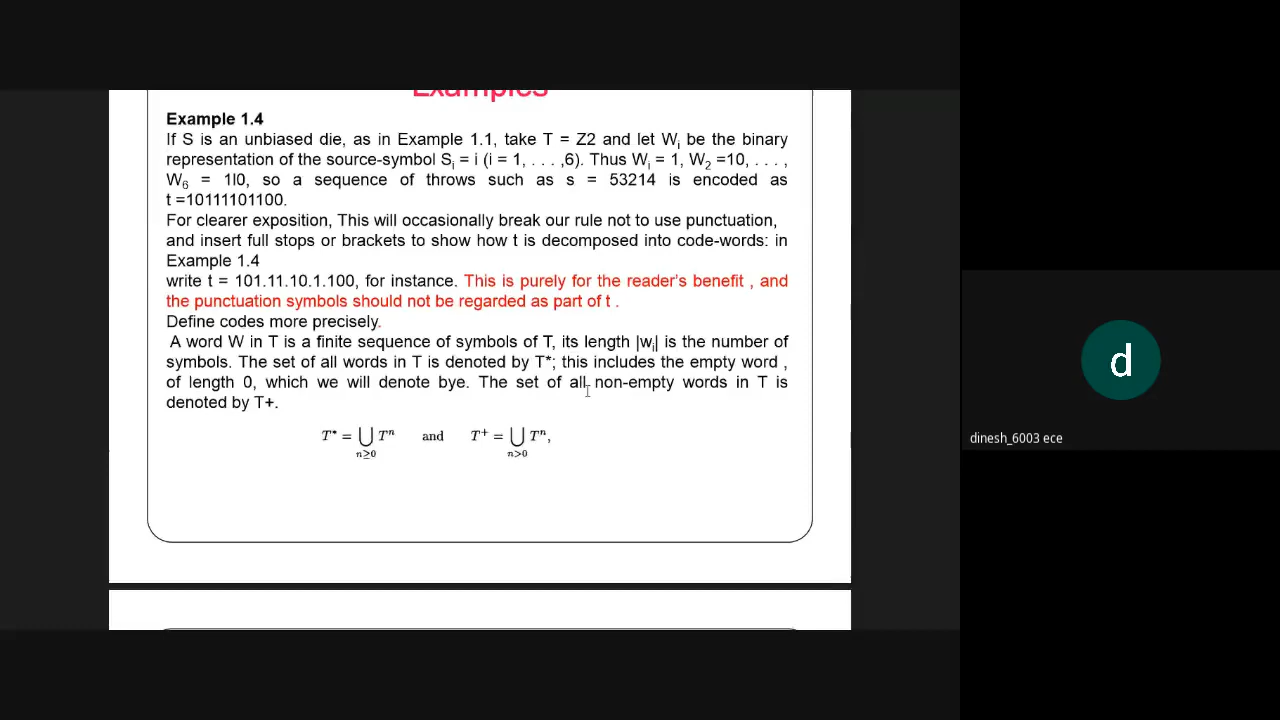 Examples
Example 1.4
If S is an unbiased die, as in Example 1.1, take T = Z2 and let Wi be the binary
representation of the source-symbol Si = i (i = 1, . . . ,6). Thus Wi = 1, W2 =10, . . . ,
W6 = 1l0, so a sequence of throws such as s = 53214 is encoded as
t =10111101100.
For clearer exposition, This will occasionally break our rule not to use punctuation,
and insert full stops or brackets to show how t is decomposed into code-words: in
Example 1.4
write t = 101.11.10.1.100, for instance. This is purely for the reader's benefit , and
the punctuation symbols should not be regarded as part of t .
Define codes more precisely.
A word W in T is a finite sequence of symbols of T, its length |wi| is the number of
symbols. The set of all words in T is denoted by T*; this includes the empty word ,
of length 0, which we will denote bye. The set of all non-empty words in T is
denoted by T+.
T* = ⋃ Tⁿ and T⁺ = ⋃ Tⁿ,
n≥0 n>0
d
dinesh_6003 ece